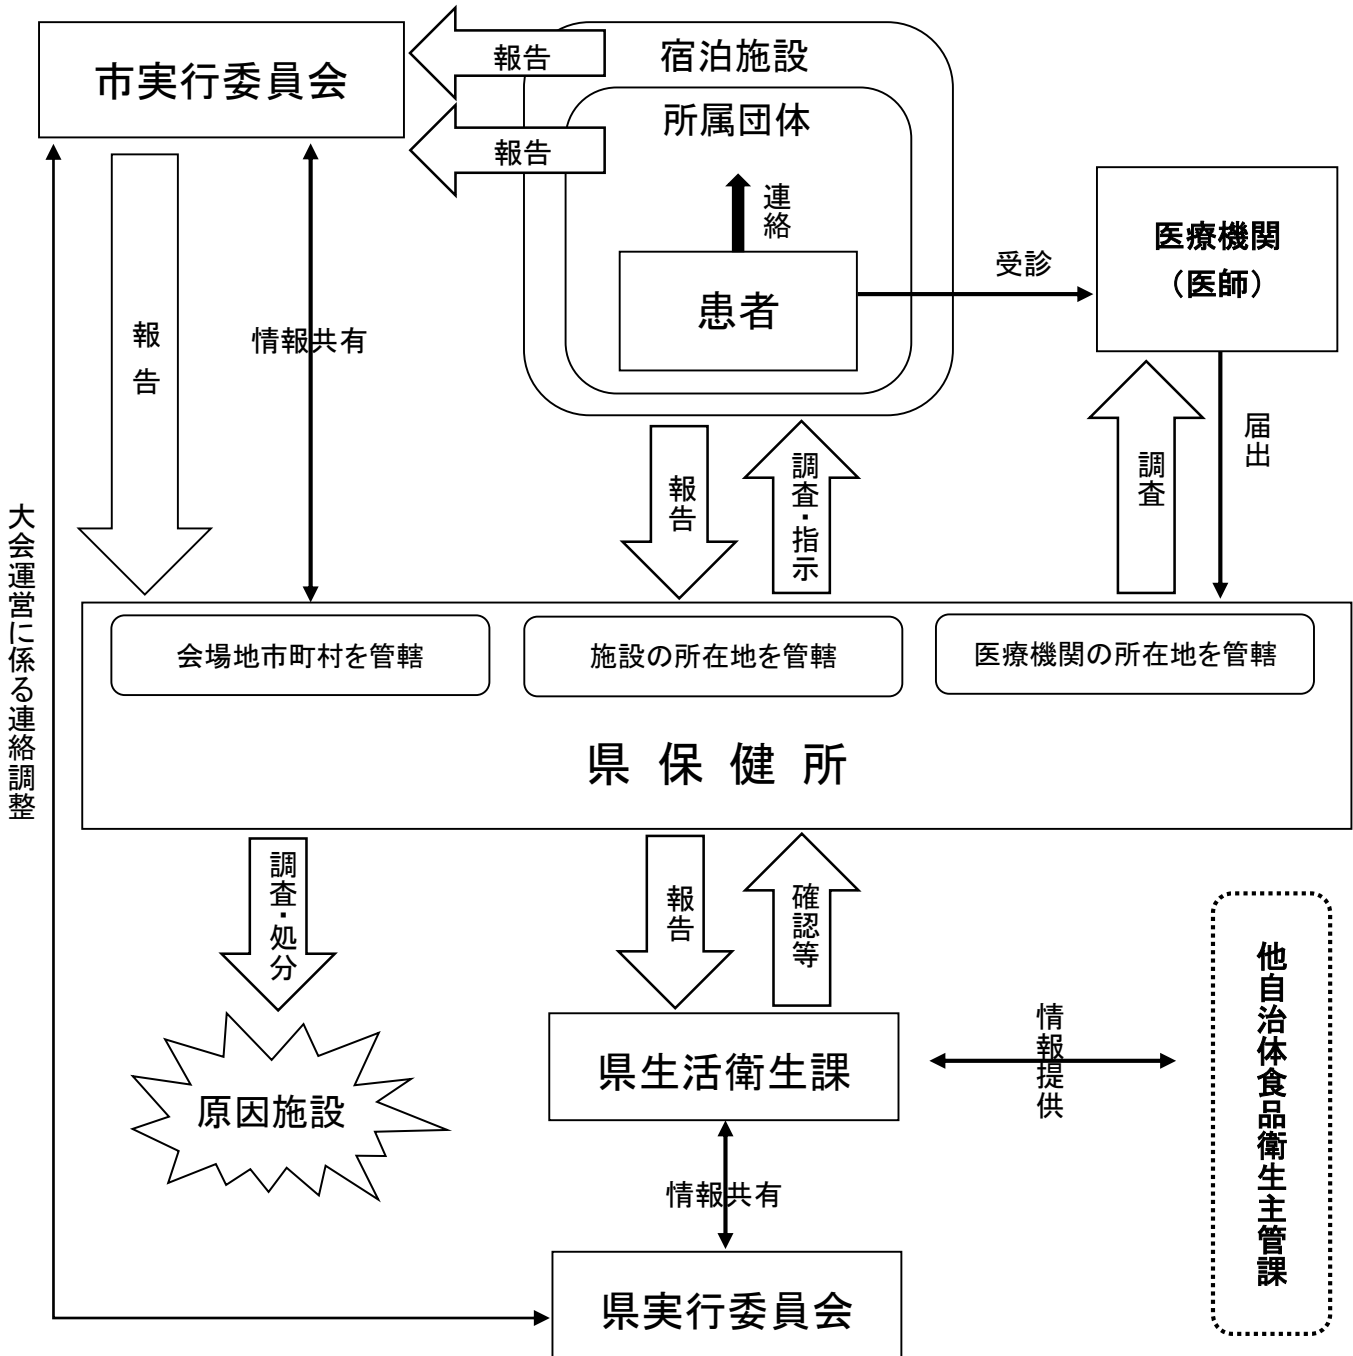 市実行委員会
報告
報告
宿泊施設
所属団体
連絡
患者
受診
医療機関
（医師）
報告
情報共有
報告
調査・指示
調査
届出
大会運営に係る連絡調整
会場地市町村を管轄
施設の所在地を管轄
医療機関の所在地を管轄
県保健所
調査・処分
報告
確認等
原因施設
県生活衛生課
情報提供
他自治体食品衛生主管課
情報共有
県実行委員会